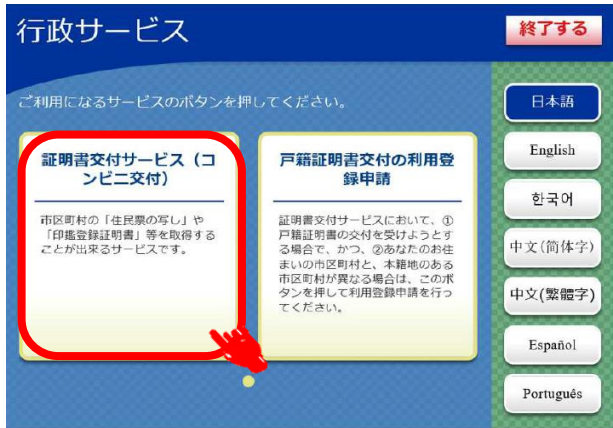 行政サービス
終了する
ご利用になるサービスのボタンを押してください。
証明書交付サービス（コ
ンビニ交付）
市区町村の「住民票の写し」や
「印鑑登録証明書」等を取得する
ことが出来るサービスです。
戸籍証明書交付の利用登
録申請
証明書交付サービスにおいて、①
戸籍証明書の交付を受けようとす
る場合で、かつ、②あなたのお住
まいの市区町村と、本籍地のある
市区町村が異なる場合は、このボ
タンを押して利用登録申請を行っ
てください。
日本語
English
한국어
中文(简体字)
中文(繁體字)
Español
Português